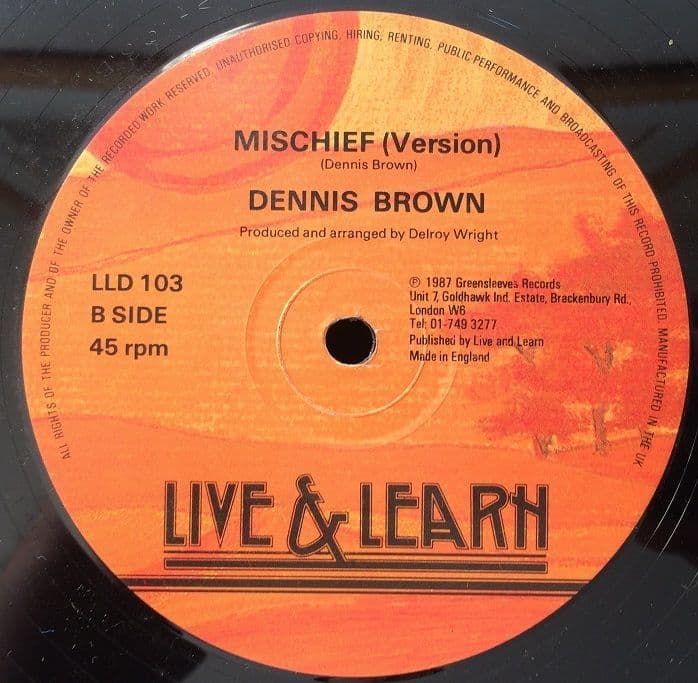 ALL RIGHTS OF THE PRODUCER AND OF THE OWNER OF THE RECORDED WORK RESERVED. UNAUTHORISED COPYING, HIRING, RENTING, PUBLIC PERFORMANCE AND BROADCASTING OF THIS RECORD PROHIBITED. MANUFACTURED IN THE UK
MISCHIEF (Version)
(Dennis Brown)
DENNIS BROWN
Produced and arranged by Delroy Wright
LLD 103
B SIDE
45 rpm
℗ 1987 Greensleeves Records
Unit 7, Goldhawk Ind. Estate, Brackenbury Rd.,
London W6
Tel: 01-749 3277
Published by Live and Learn
Made in England
LIVE & LEARN